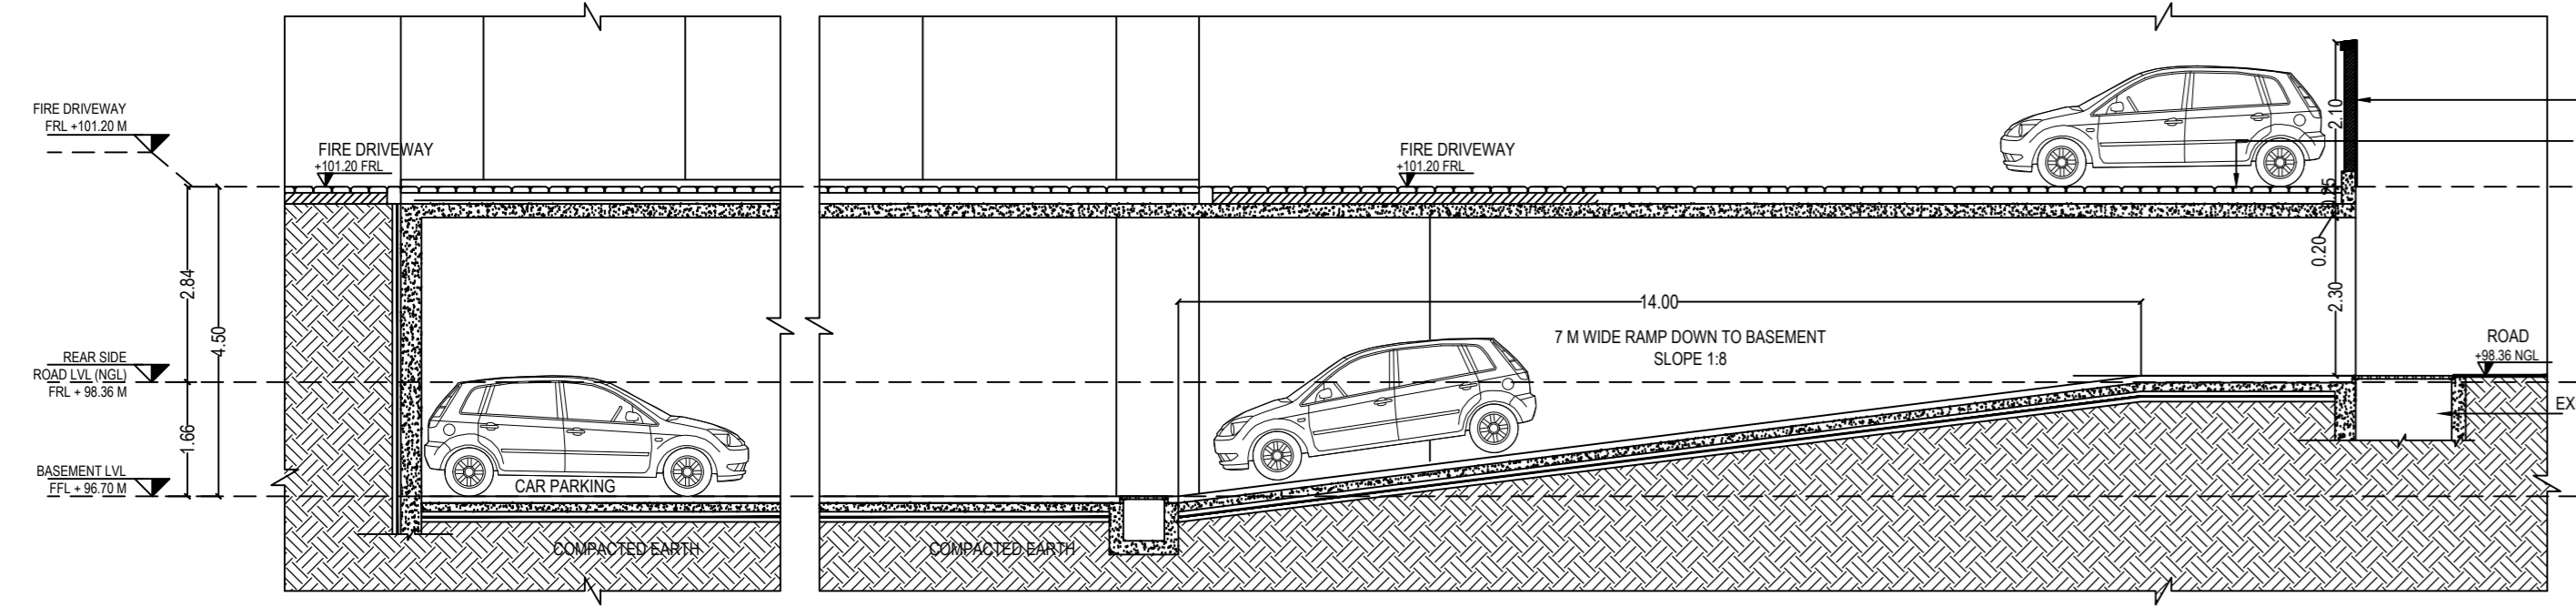 FIRE DRIVEWAY
FRL +101.20 M
FIRE DRIVEWAY
+101.20 FRL
FIRE DRIVEWAY
+101.20 FRL
2.10
0.25
0.20
2.30
2.84
4.50
1.66
14.00
7 M WIDE RAMP DOWN TO BASEMENT
SLOPE 1:8
ROAD
+98.36 NGL
REAR SIDE
ROAD LVL (NGL)
FRL + 98.36 M
EX
BASEMENT LVL
FFL + 96.70 M
CAR PARKING
COMPACTED EARTH
COMPACTED EARTH